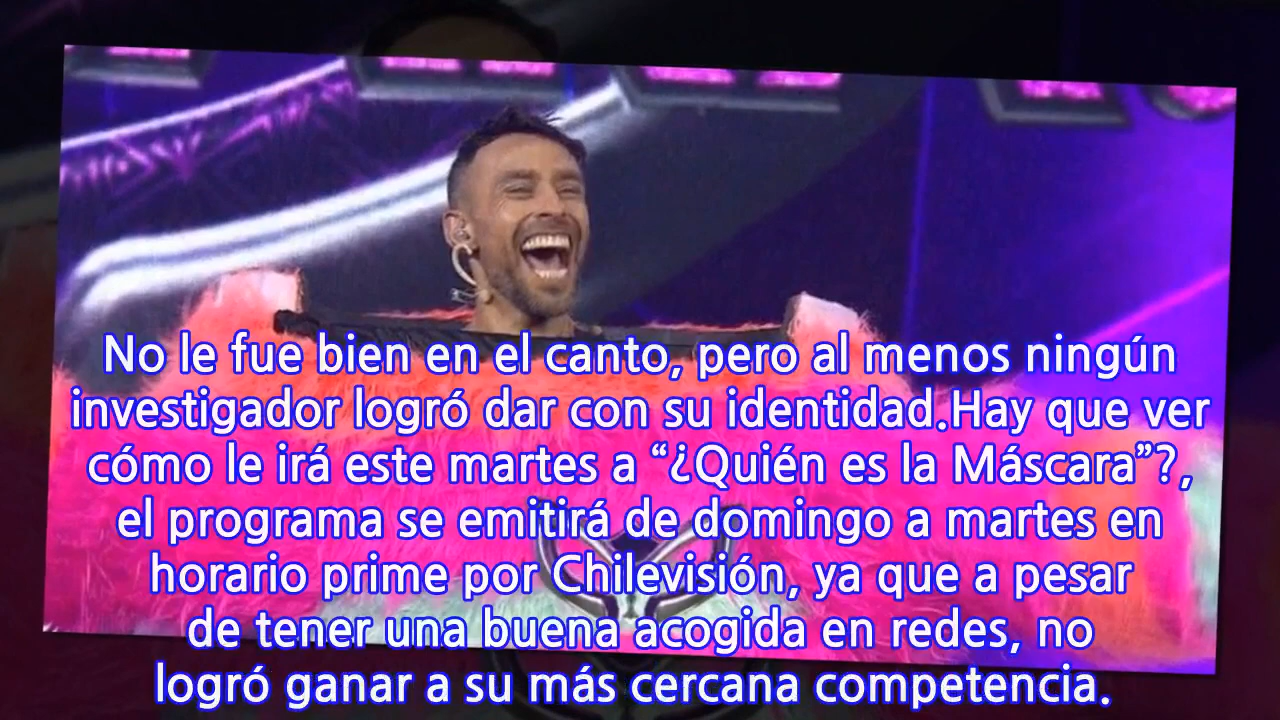 No le fue bien en el canto, pero al menos ningún
investigador logró dar con su identidad.Hay que ver
cómo le irá este martes a “¿Quién es la Máscara”?,
el programa se emitirá de domingo a martes en
horario prime por Chilevisión, ya que a pesar
de tener una buena acogida en redes, no
logró ganar a su más cercana competencia.